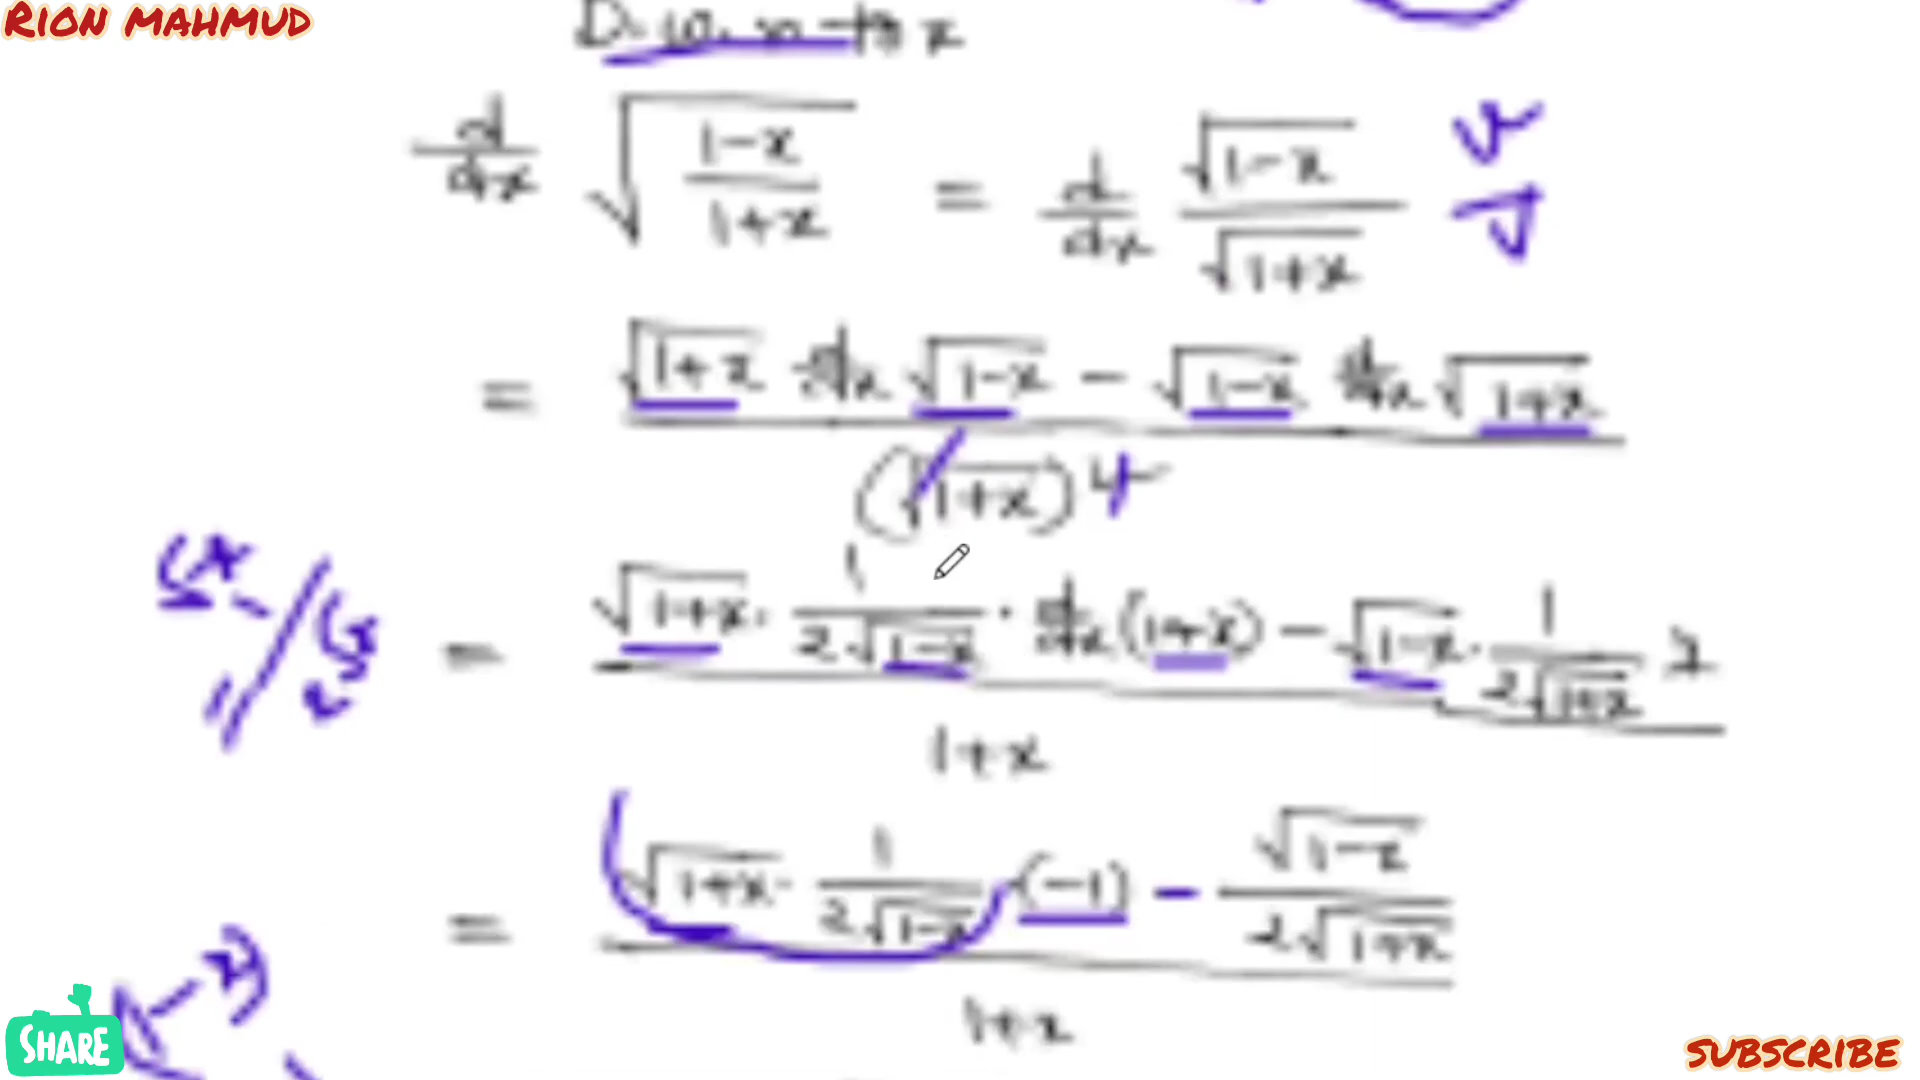 RION MAHMUD
D. w. r. to x
d/dx √((1-x)/(1+x)) = d/dx √(1-x)/√(1+x)
= (√(1+x) d/dx √(1-x) - √(1-x) d/dx √(1+x)) / (√(1+x))
= (√(1+x) · 1/(2√(1-x)) · d/dx (1+x) - √(1-x) · 1/(2√(1+x))) / (1+x)
= (√(1+x) · 1/(2√(1-x)) · (-1) - √(1-x)/(2√(1+x))) / (1+x)
SHARE
SUBSCRIBE